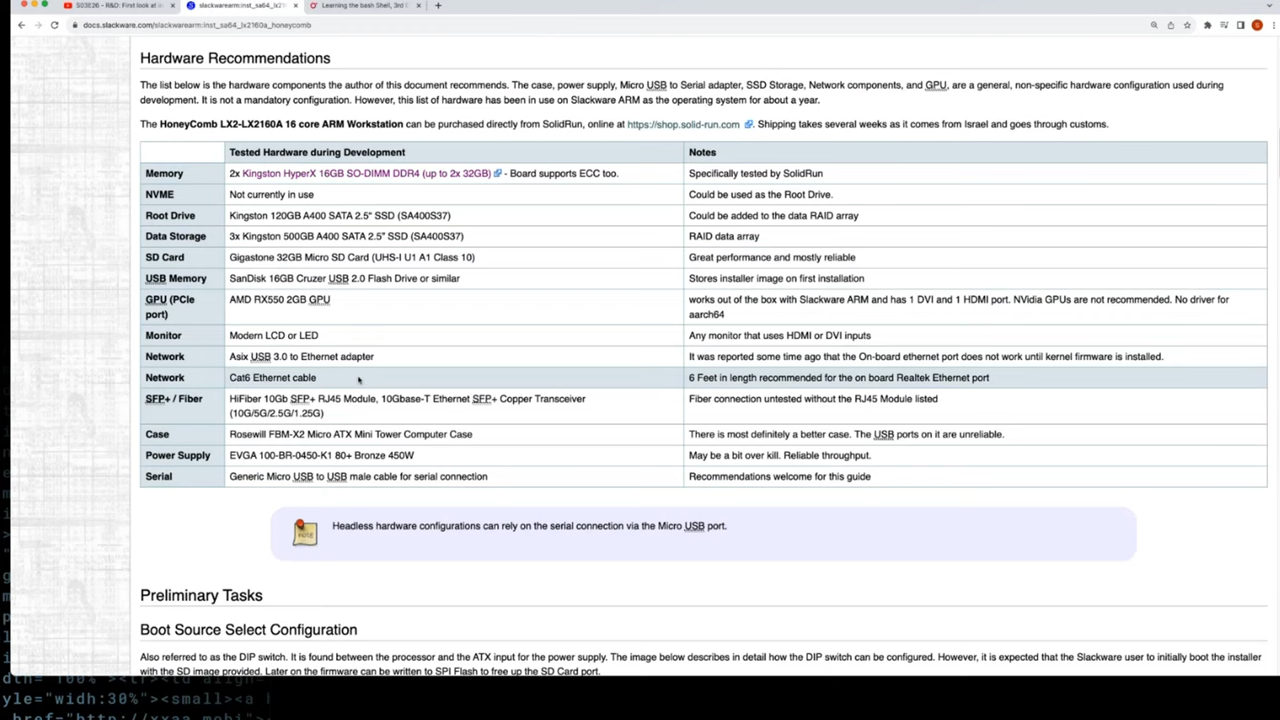 S03E26 - R&D: First look at
slackwarearm:inst_sa64_lx2
Learning the bash Shell, 3rd E
docs.slackware.com/slackwarearm:inst_sa64_lx2160a_honeycomb
Hardware Recommendations
The list below is the hardware components the author of this document recommends. The case, power supply, Micro USB to Serial adapter, SSD Storage, Network components, and GPU, are a general, non-specific hardware configuration used during
development. It is not a mandatory configuration. However, this list of hardware has been in use on Slackware ARM as the operating system for about a year.
The HoneyComb LX2-LX2160A 16 core ARM Workstation can be purchased directly from SolidRun, online at https://shop.solid-run.com . Shipping takes several weeks as it comes from Israel and goes through customs.
Tested Hardware during Development Notes
Memory 2x Kingston HyperX 16GB SO-DIMM DDR4 (up to 2x 32GB) - Board supports ECC too. Specifically tested by SolidRun
NVME Not currently in use Could be used as the Root Drive.
Root Drive Kingston 120GB A400 SATA 2.5" SSD (SA400S37) Could be added to the data RAID array
Data Storage 3x Kingston 500GB A400 SATA 2.5" SSD (SA400S37) RAID data array
SD Card Gigastone 32GB Micro SD Card (UHS-I U1 A1 Class 10) Great performance and mostly reliable
USB Memory SanDisk 16GB Cruzer USB 2.0 Flash Drive or similar Stores installer image on first installation
GPU (PCIe AMD RX550 2GB GPU works out of the box with Slackware ARM and has 1 DVI and 1 HDMI port. NVidia GPUs are not recommended. No driver for
port) aarch64
Monitor Modern LCD or LED Any monitor that uses HDMI or DVI inputs
Network Asix USB 3.0 to Ethernet adapter It was reported some time ago that the On-board ethernet port does not work until kernel firmware is installed.
Network Cat6 Ethernet cable 6 Feet in length recommended for the on board Realtek Ethernet port
SFP+ / Fiber HiFiber 10Gb SFP+ RJ45 Module, 10Gbase-T Ethernet SFP+ Copper Transceiver Fiber connection untested without the RJ45 Module listed
(10G/5G/2.5G/1.25G)
Case Rosewill FBM-X2 Micro ATX Mini Tower Computer Case There is most definitely a better case. The USB ports on it are unreliable.
Power Supply EVGA 100-BR-0450-K1 80+ Bronze 450W May be a bit over kill. Reliable throughput.
Serial Generic Micro USB to USB male cable for serial connection Recommendations welcome for this guide
Headless hardware configurations can rely on the serial connection via the Micro USB port.
Preliminary Tasks
Boot Source Select Configuration
Also referred to as the DIP switch. It is found between the processor and the ATX input for the power supply. The image below describes in detail how the DIP switch can be configured. However, it is expected that the Slackware user to initially boot the installer
with the SD image provided. Later on the firmware can be written to SPI Flash to free up the SD Card port.
yle="widh:30%"><small><a